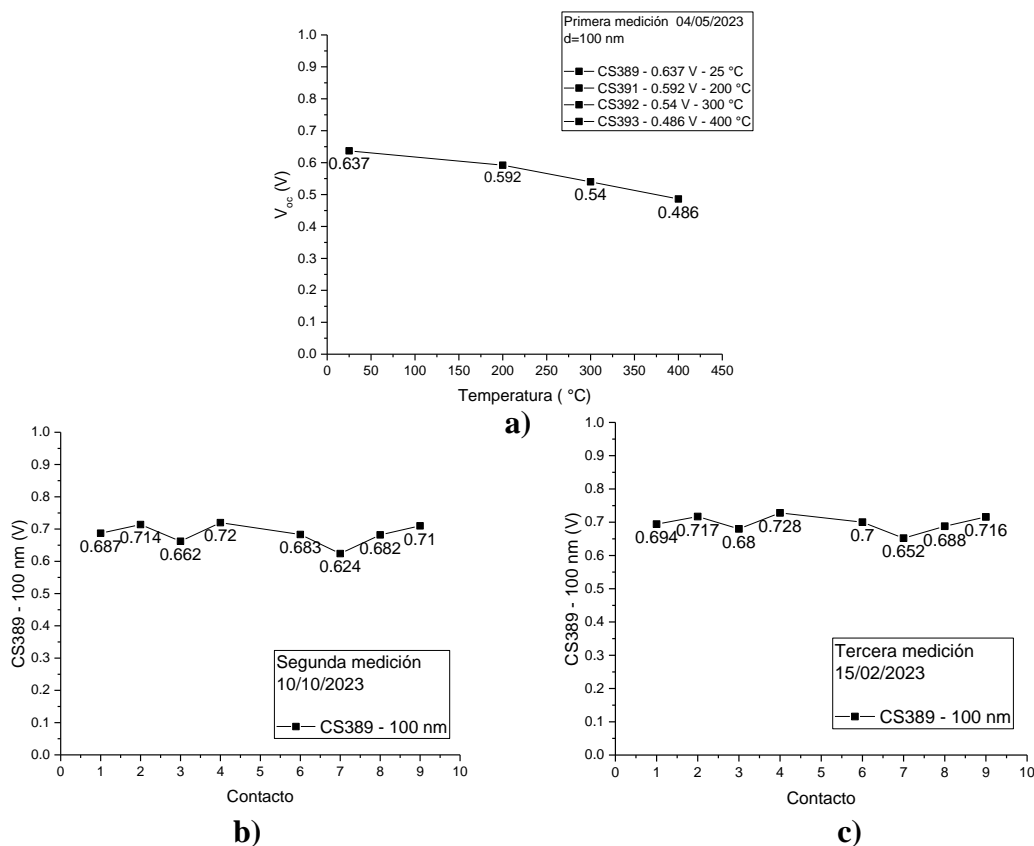 Primera medición 04/05/2023
d=100 nm
CS389 - 0.637 V - 25 °C
CS391 - 0.592 V - 200 °C
CS392 - 0.54 V - 300 °C
CS393 - 0.486 V - 400 °C
1.0
0.9
0.8
0.7
0.6
0.5
0.4
0.3
0.2
0.1
0.0
Voc (V)
0.637
0.592
0.54
0.486
0 50 100 150 200 250 300 350 400 450
Temperatura ( °C)
a)
1.0
0.9
0.8
0.7
0.6
0.5
0.4
0.3
0.2
0.1
0.0
CS389 - 100 nm (V)
0.687 0.714 0.662 0.72 0.683 0.624 0.682 0.71
Segunda medición
10/10/2023
CS389 - 100 nm
0 1 2 3 4 5 6 7 8 9 10
Contacto
b)
1.0
0.9
0.8
0.7
0.6
0.5
0.4
0.3
0.2
0.1
0.0
CS389 - 100 nm (V)
0.694 0.717 0.68 0.728 0.7 0.652 0.688 0.716
Tercera medición
15/02/2023
CS389 - 100 nm
0 1 2 3 4 5 6 7 8 9 10
Contacto
c)